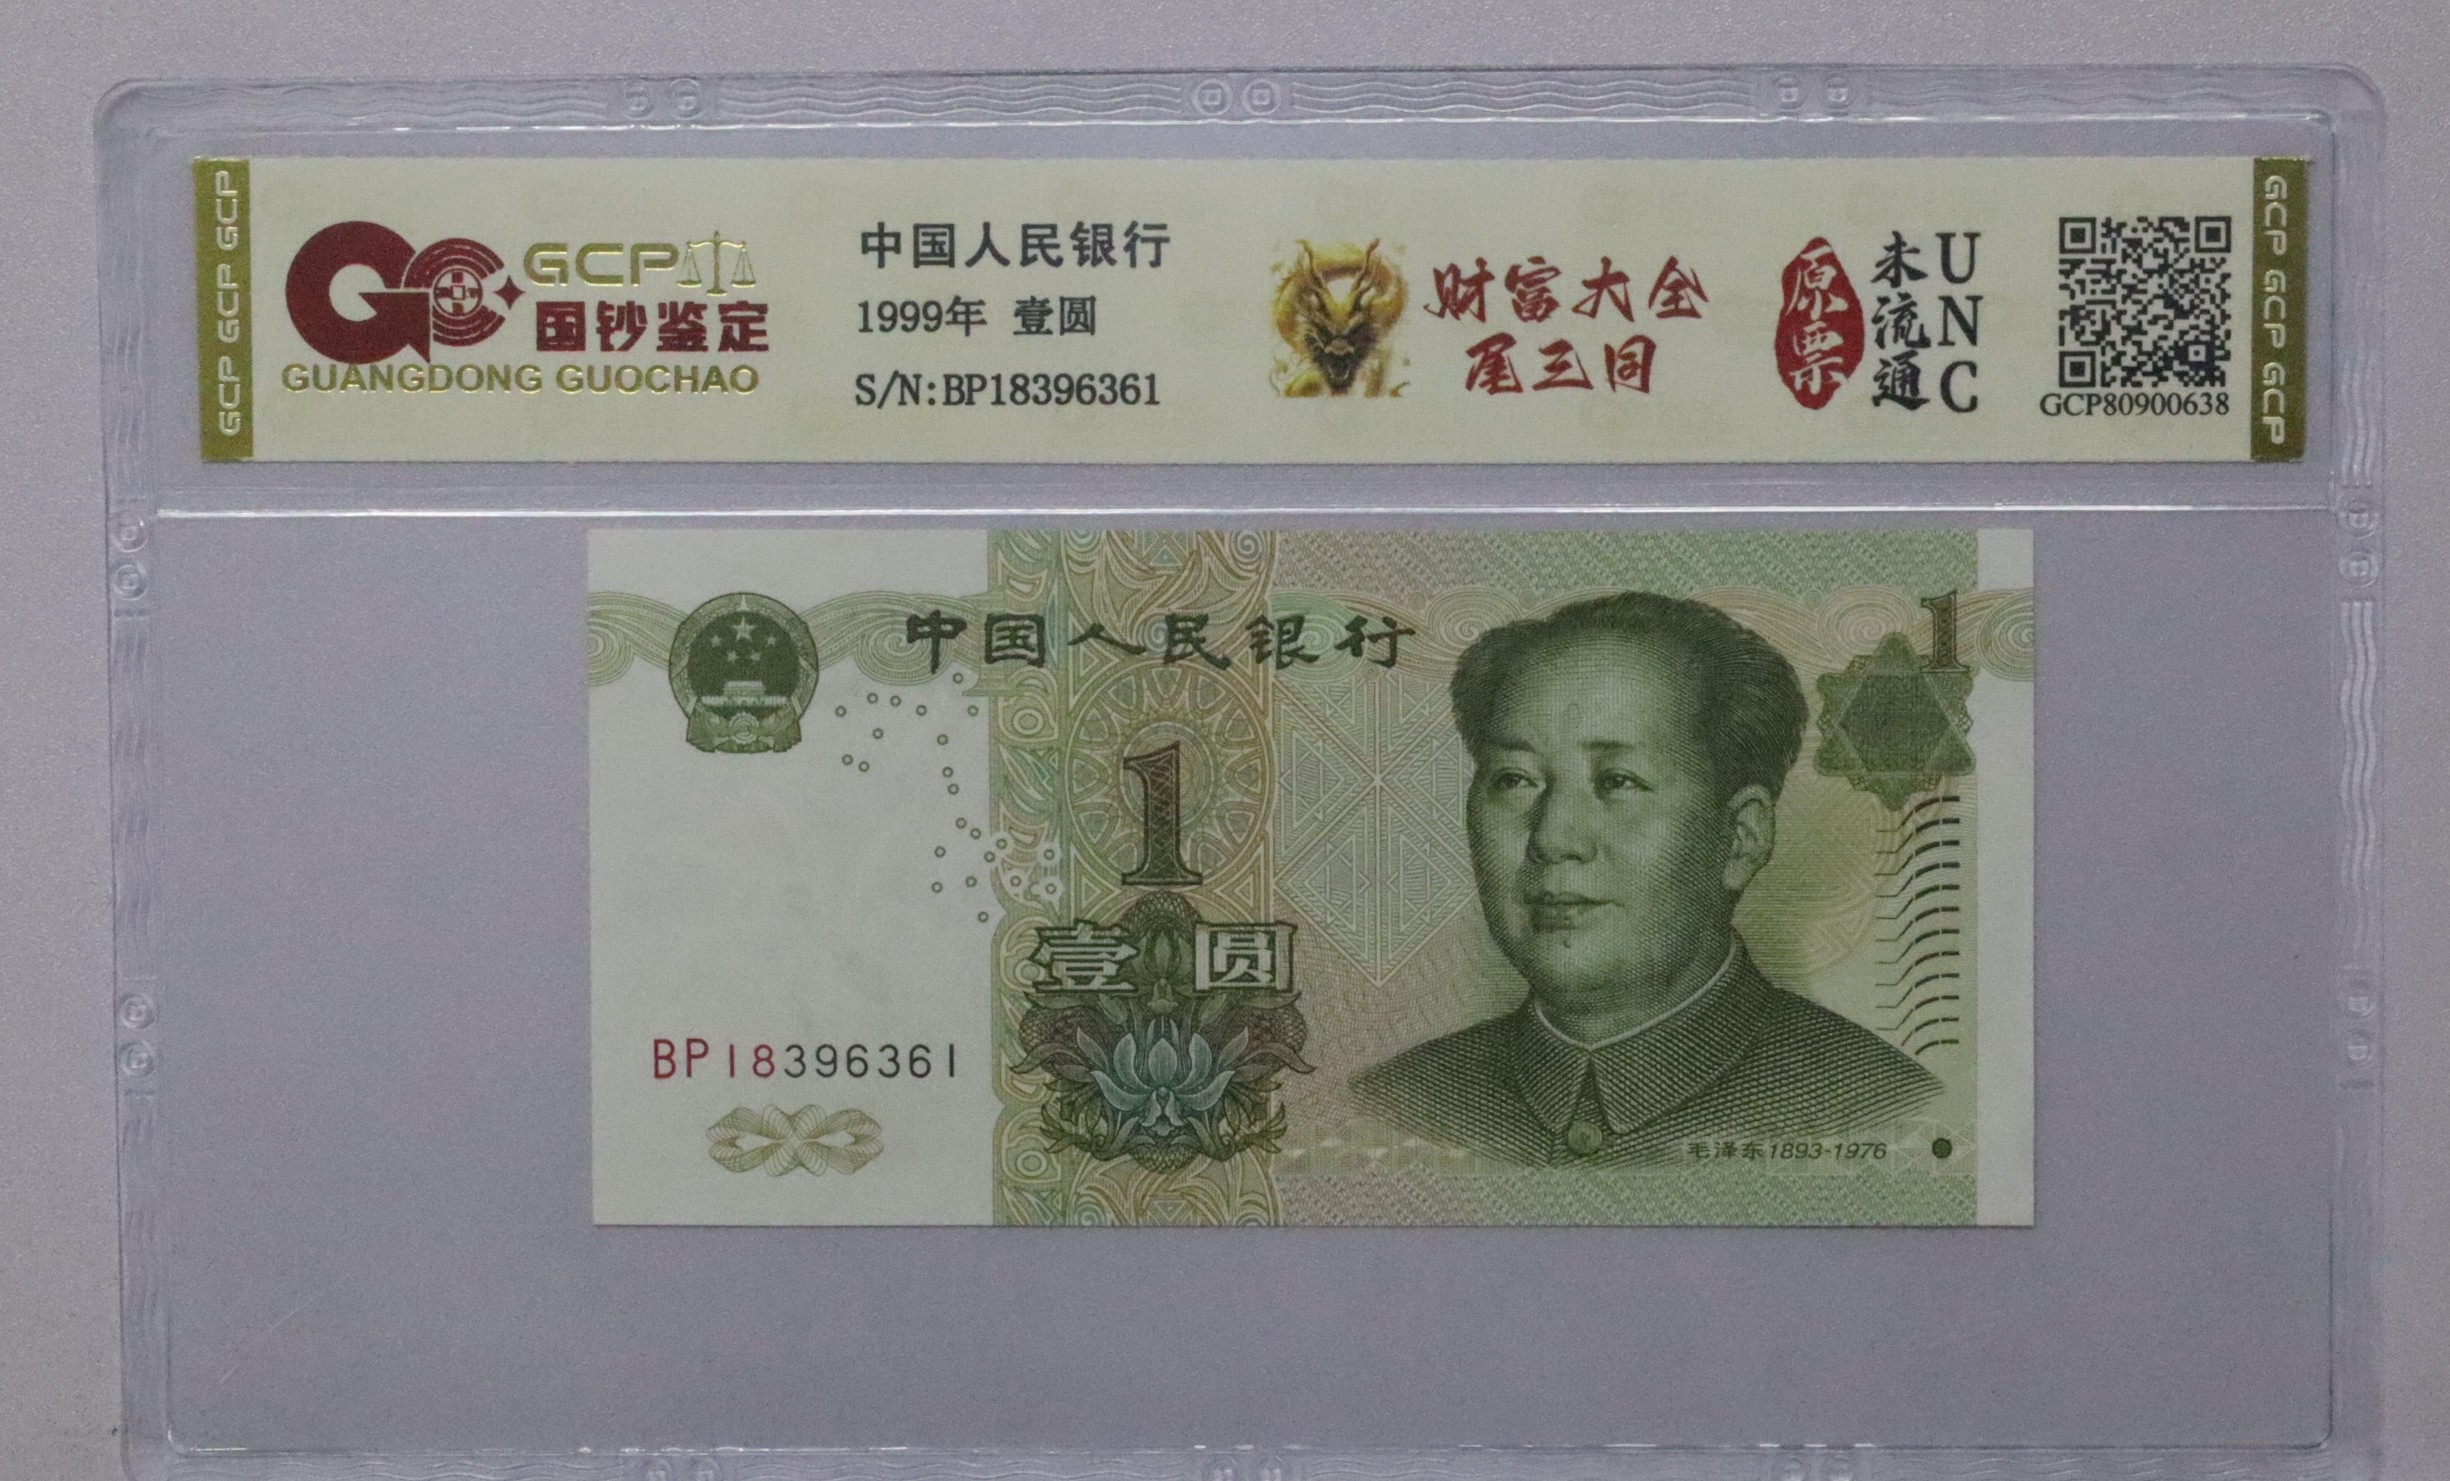 GCP GCP GCP
GCP
国钞鉴定
GUANGDONG GUOCHAO
中国人民银行
1999年 壹圆
S/N:BP18396361
财富大全
尾三同
原票
未流通
UNC
GCP80900638
GCP GCP GCP
中国人民银行
1
1
壹圆
BP18396361
毛泽东1893-1976